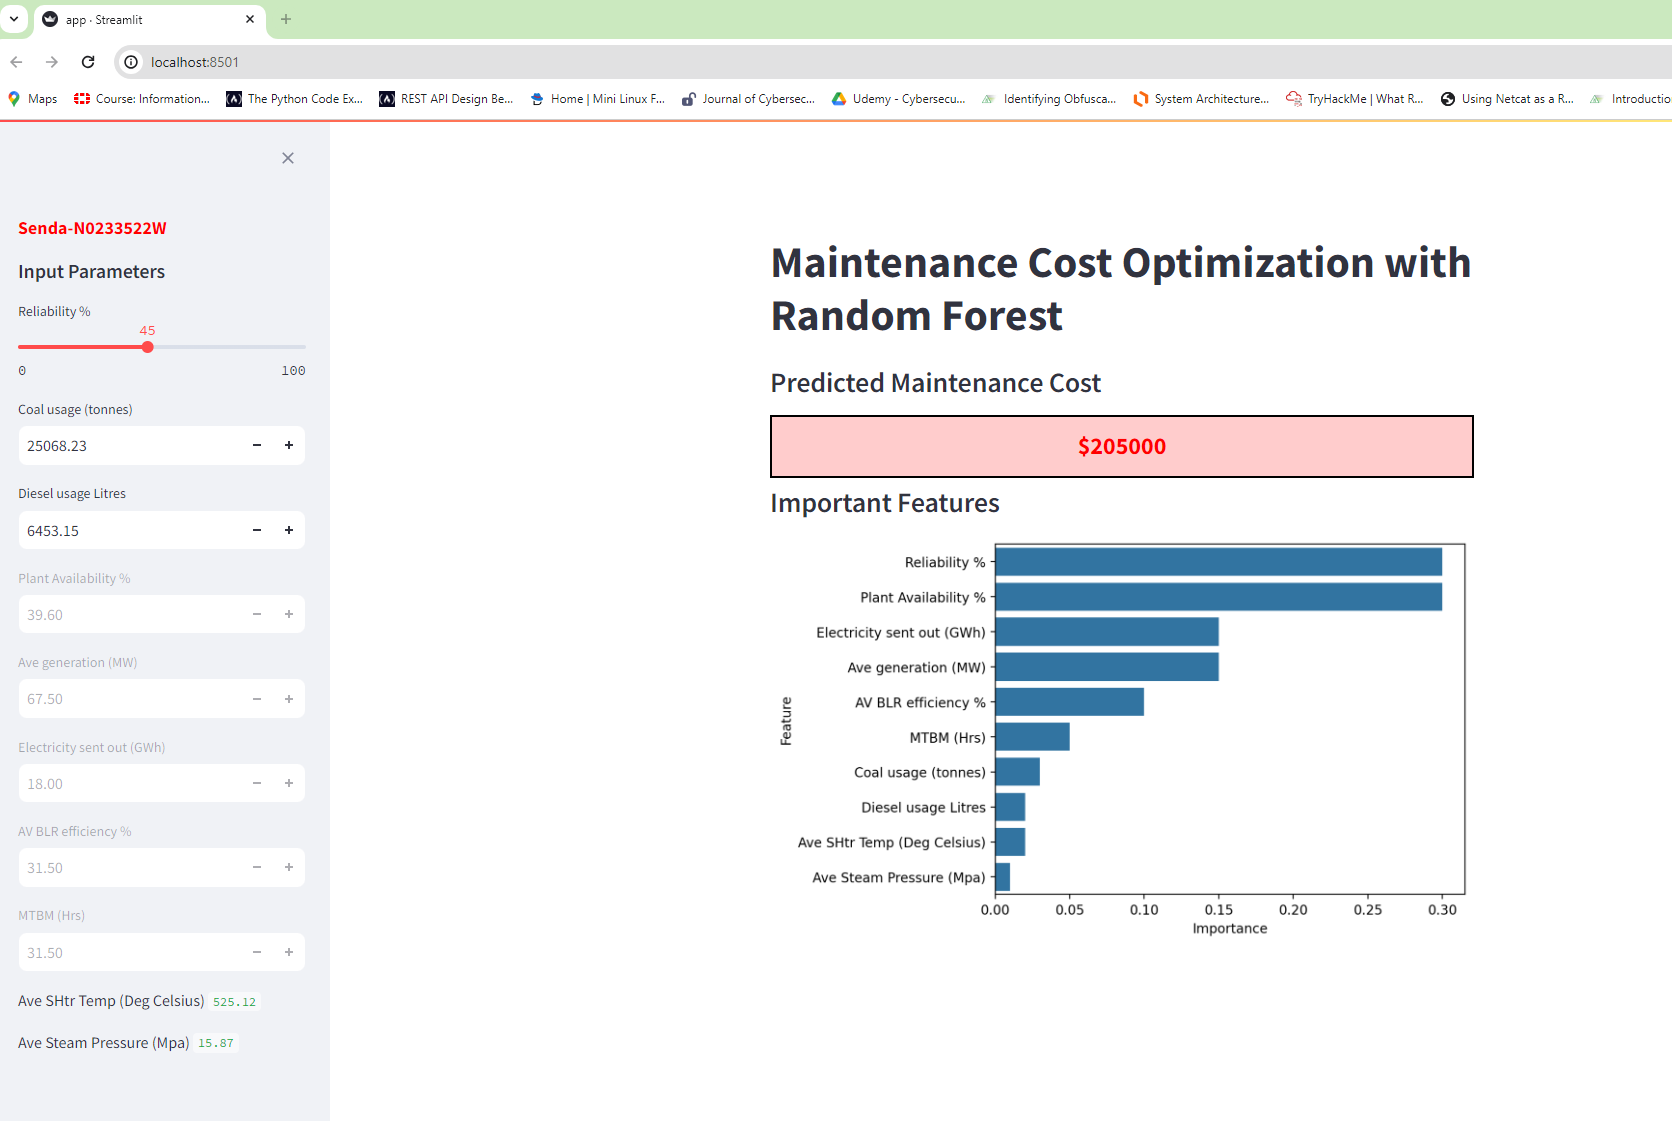 app · Streamlit
localhost:8501
Maps
Course: Information...
The Python Code Ex...
REST API Design Be...
Home | Mini Linux F...
Journal of Cybersec...
Udemy - Cybersecu...
Identifying Obfusca...
System Architecture...
TryHackMe | What R...
Using Netcat as a R...
Introductio
Senda-N0233522W
Input Parameters
Reliability %
45
0 100
Coal usage (tonnes)
25068.23
Diesel usage Litres
6453.15
Plant Availability %
39.60
Ave generation (MW)
67.50
Electricity sent out (GWh)
18.00
AV BLR efficiency %
31.50
MTBM (Hrs)
31.50
Ave SHtr Temp (Deg Celsius) 525.12
Ave Steam Pressure (Mpa) 15.87
Maintenance Cost Optimization with
Random Forest
Predicted Maintenance Cost
$205000
Important Features
Feature
Reliability %
Plant Availability %
Electricity sent out (GWh)
Ave generation (MW)
AV BLR efficiency %
MTBM (Hrs)
Coal usage (tonnes)
Diesel usage Litres
Ave SHtr Temp (Deg Celsius)
Ave Steam Pressure (Mpa)
0.00 0.05 0.10 0.15 0.20 0.25 0.30
Importance